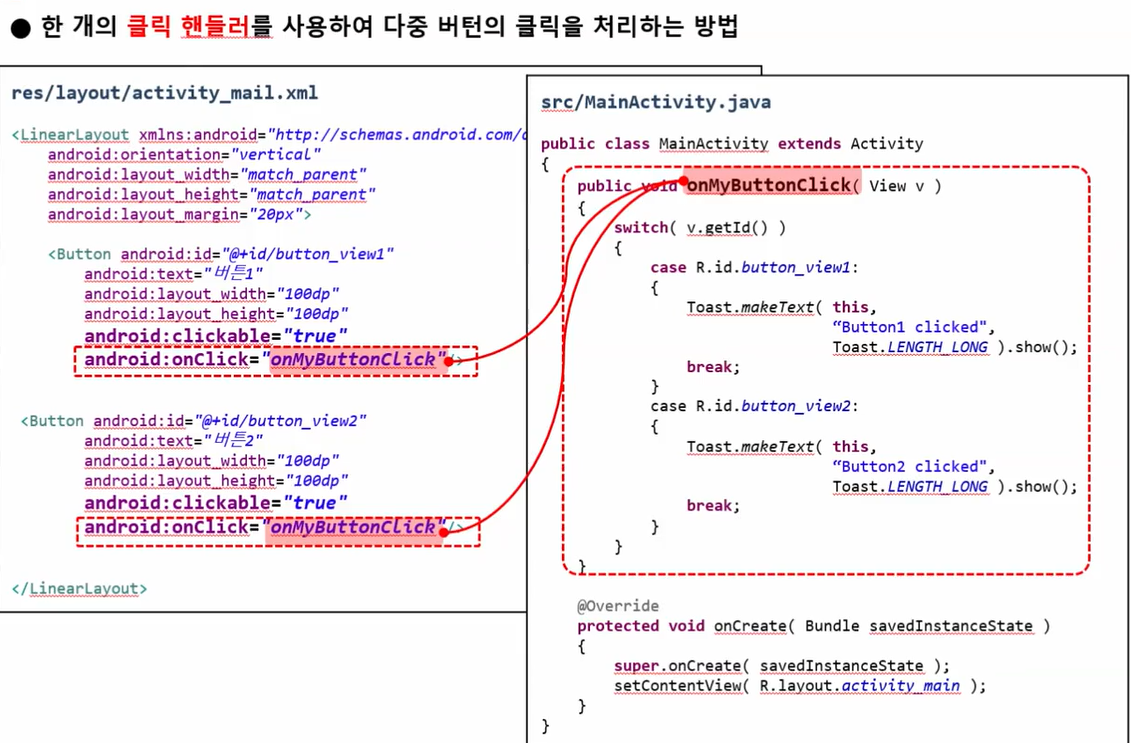 ● 한 개의 클릭 핸들러를 사용하여 다중 버턴의 클릭을 처리하는 방법
res/layout/activity_mail.xml
<LinearLayout xmlns:android="http://schemas.android.com/
android:orientation="vertical"
android:layout_width="match_parent"
android:layout_height="match_parent"
android:layout_margin="20px">
<Button android:id="@+id/button_view1"
android:text="버튼1"
android:layout_width="100dp"
android:layout_height="100dp"
android:clickable="true"
android:onClick="onMyButtonClick"/>
<Button android:id="@+id/button_view2"
android:text="버튼2"
android:layout_width="100dp"
android:layout_height="100dp"
android:clickable="true"
android:onClick="onMyButtonClick"/>
</LinearLayout>
src/MainActivity.java
public class MainActivity extends Activity
{
public void onMyButtonClick( View v )
{
switch( v.getId() )
{
case R.id.button_view1:
{
Toast.makeText( this,
“Button1 clicked",
Toast.LENGTH_LONG ).show();
break;
}
case R.id.button_view2:
{
Toast.makeText( this,
“Button2 clicked",
Toast.LENGTH_LONG ).show();
break;
}
}
}
@Override
protected void onCreate( Bundle savedInstanceState )
{
super.onCreate( savedInstanceState );
setContentView( R.layout.activity_main );
}
}